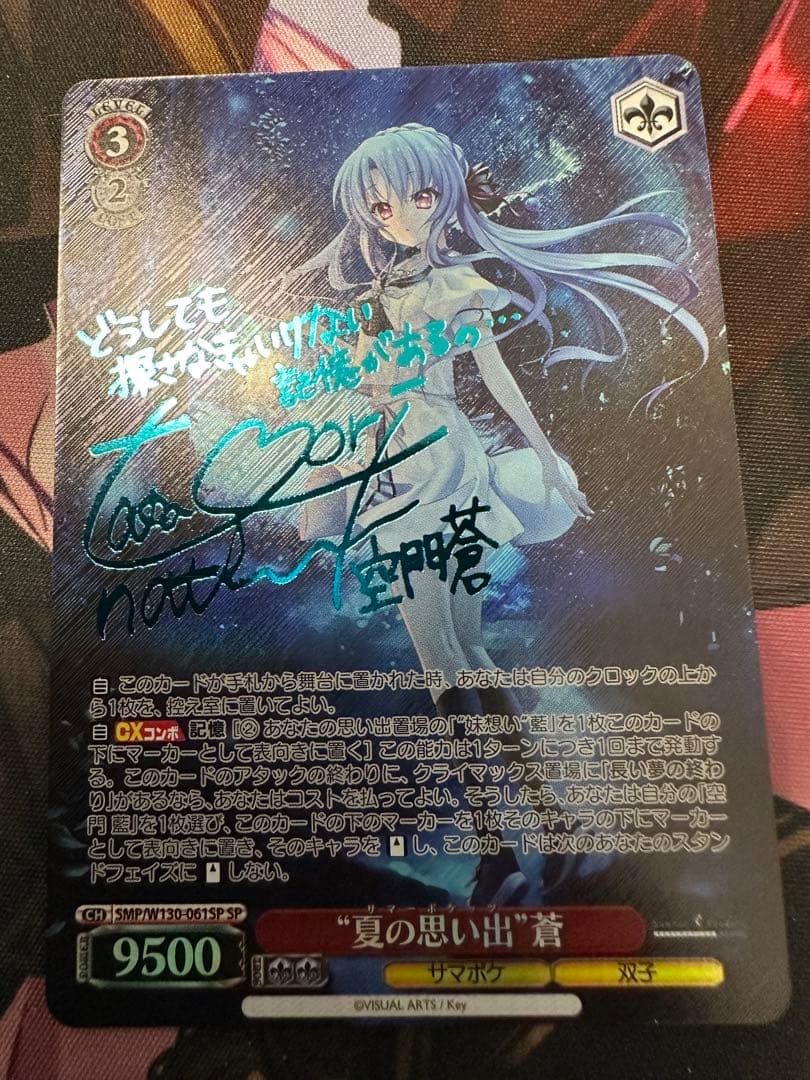 LEVEL
3
2
COST
どうしても
探さなきゃいけない
記憶があるの…
空門蒼
自 このカードが手札から舞台に置かれた時、あなたは自分のクロックの上か
ら1枚を、控え室に置いてよい。
自 CXコンボ 記憶 [② あなたの思い出置場の「“妹想い”藍」を1枚このカードの
下にマーカーとして表向きに置く] この能力は1ターンにつき1回まで発動す
る。このカードのアタックの終わりに、クライマックス置場に「長い夢の終わ
り」があるなら、あなたはコストを払ってよい。そうしたら、あなたは自分の「空
門 藍」を1枚選び、このカードの下のマーカーを1枚そのキャラの下にマーカー
として表向きに置き、そのキャラを し、このカードは次のあなたのスタン
ドフェイズに しない。
CH SMP/W130-061SP SP
サマーポケッツ
“夏の思い出”蒼
POWER
9500
SOUL
サマポケ
双子
©VISUAL ARTS / Key